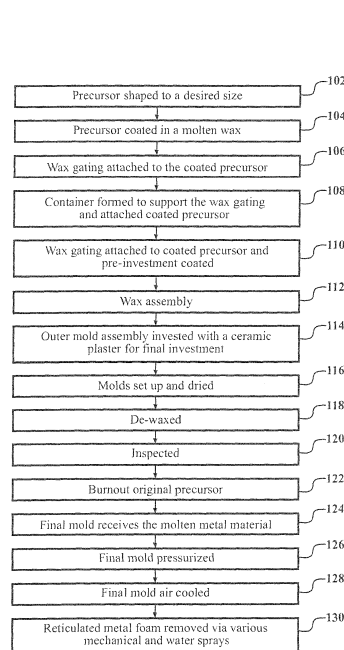 102
Precursor shaped to a desired size
104
Precursor coated in a molten wax
106
Wax gating attached to the coated precursor
108
Container formed to support the wax gating
and attached coated precursor
110
Wax gating attached to coated precursor and
pre-investment coated
112
Wax assembly
114
Outer mold assembly invested with a ceramic
plaster for final investment
116
Molds set up and dried
118
De-waxed
120
Inspected
122
Burnout original precursor
124
Final mold receives the molten metal material
126
Final mold pressurized
128
Final mold air cooled
130
Reticulated metal foam removed via various
mechanical and water sprays